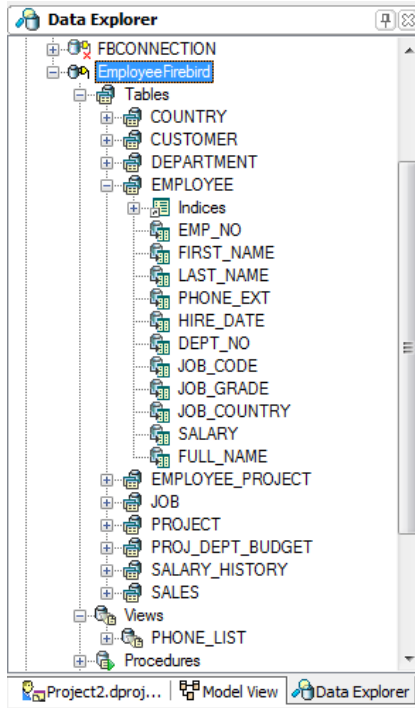 Data Explorer
FBCONNECTION
EmployeeFirebird
Tables
COUNTRY
CUSTOMER
DEPARTMENT
EMPLOYEE
Indices
EMP_NO
FIRST_NAME
LAST_NAME
PHONE_EXT
HIRE_DATE
DEPT_NO
JOB_CODE
JOB_GRADE
JOB_COUNTRY
SALARY
FULL_NAME
EMPLOYEE_PROJECT
JOB
PROJECT
PROJ_DEPT_BUDGET
SALARY_HISTORY
SALES
Views
PHONE_LIST
Procedures
Project2.dproj... Model View Data Explorer